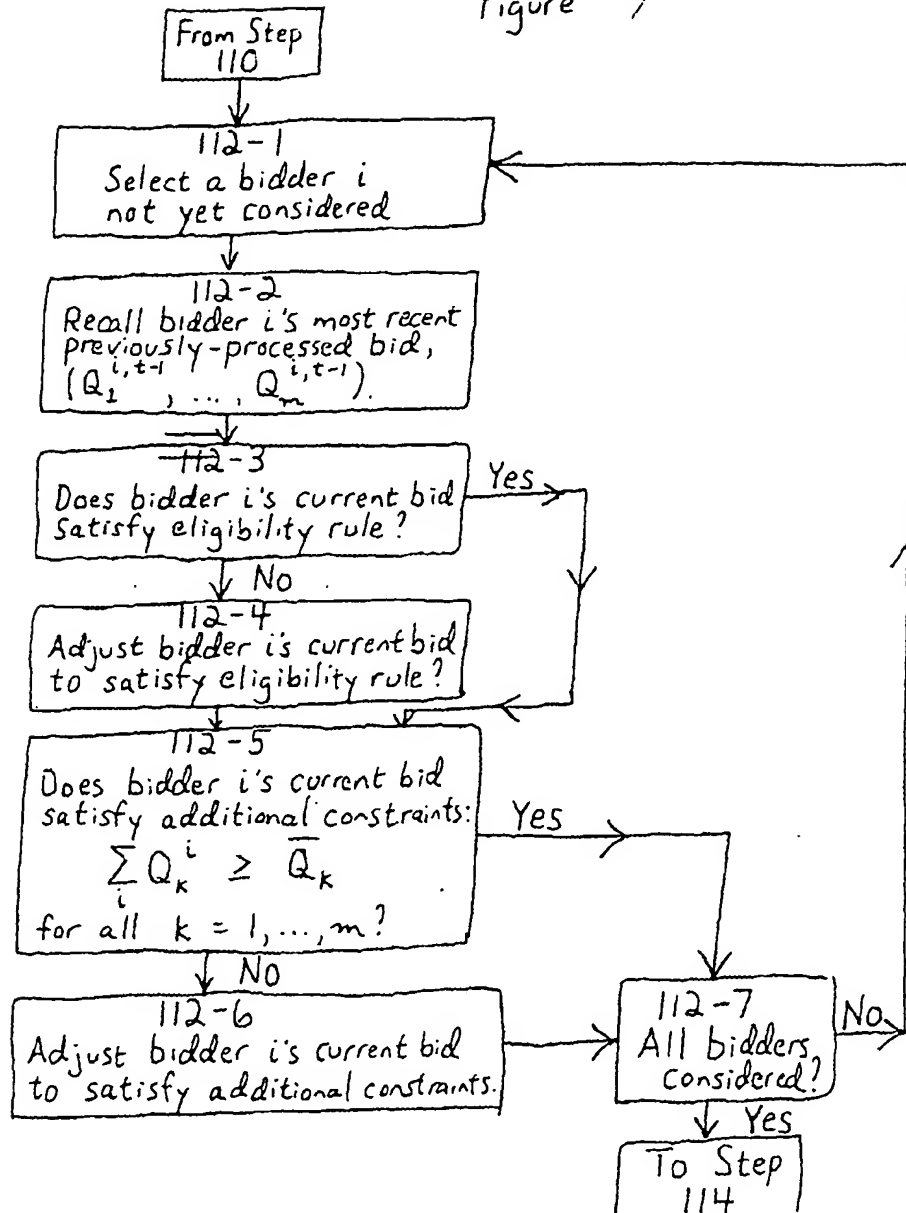 Figure 7
From Step
110
112-1
Select a bidder i
not yet considered
112-2
Recall bidder i's most recent
previously-processed bid,
(Q₁^{i,t-1}, ..., Qₘ^{i,t-1}).
112-3
Does bidder i's current bid
satisfy eligibility rule?
Yes
No
112-4
Adjust bidder i's current bid
to satisfy eligibility rule?
112-5
Does bidder i's current bid
satisfy additional constraints:
∑ᵢ Qₖⁱ ≥ Q̄ₖ
for all k = 1, ..., m?
Yes
NO
112-6
Adjust bidder i's current bid
to satisfy additional constraints.
112-7
All bidders
considered?
No
Yes
To Step
114